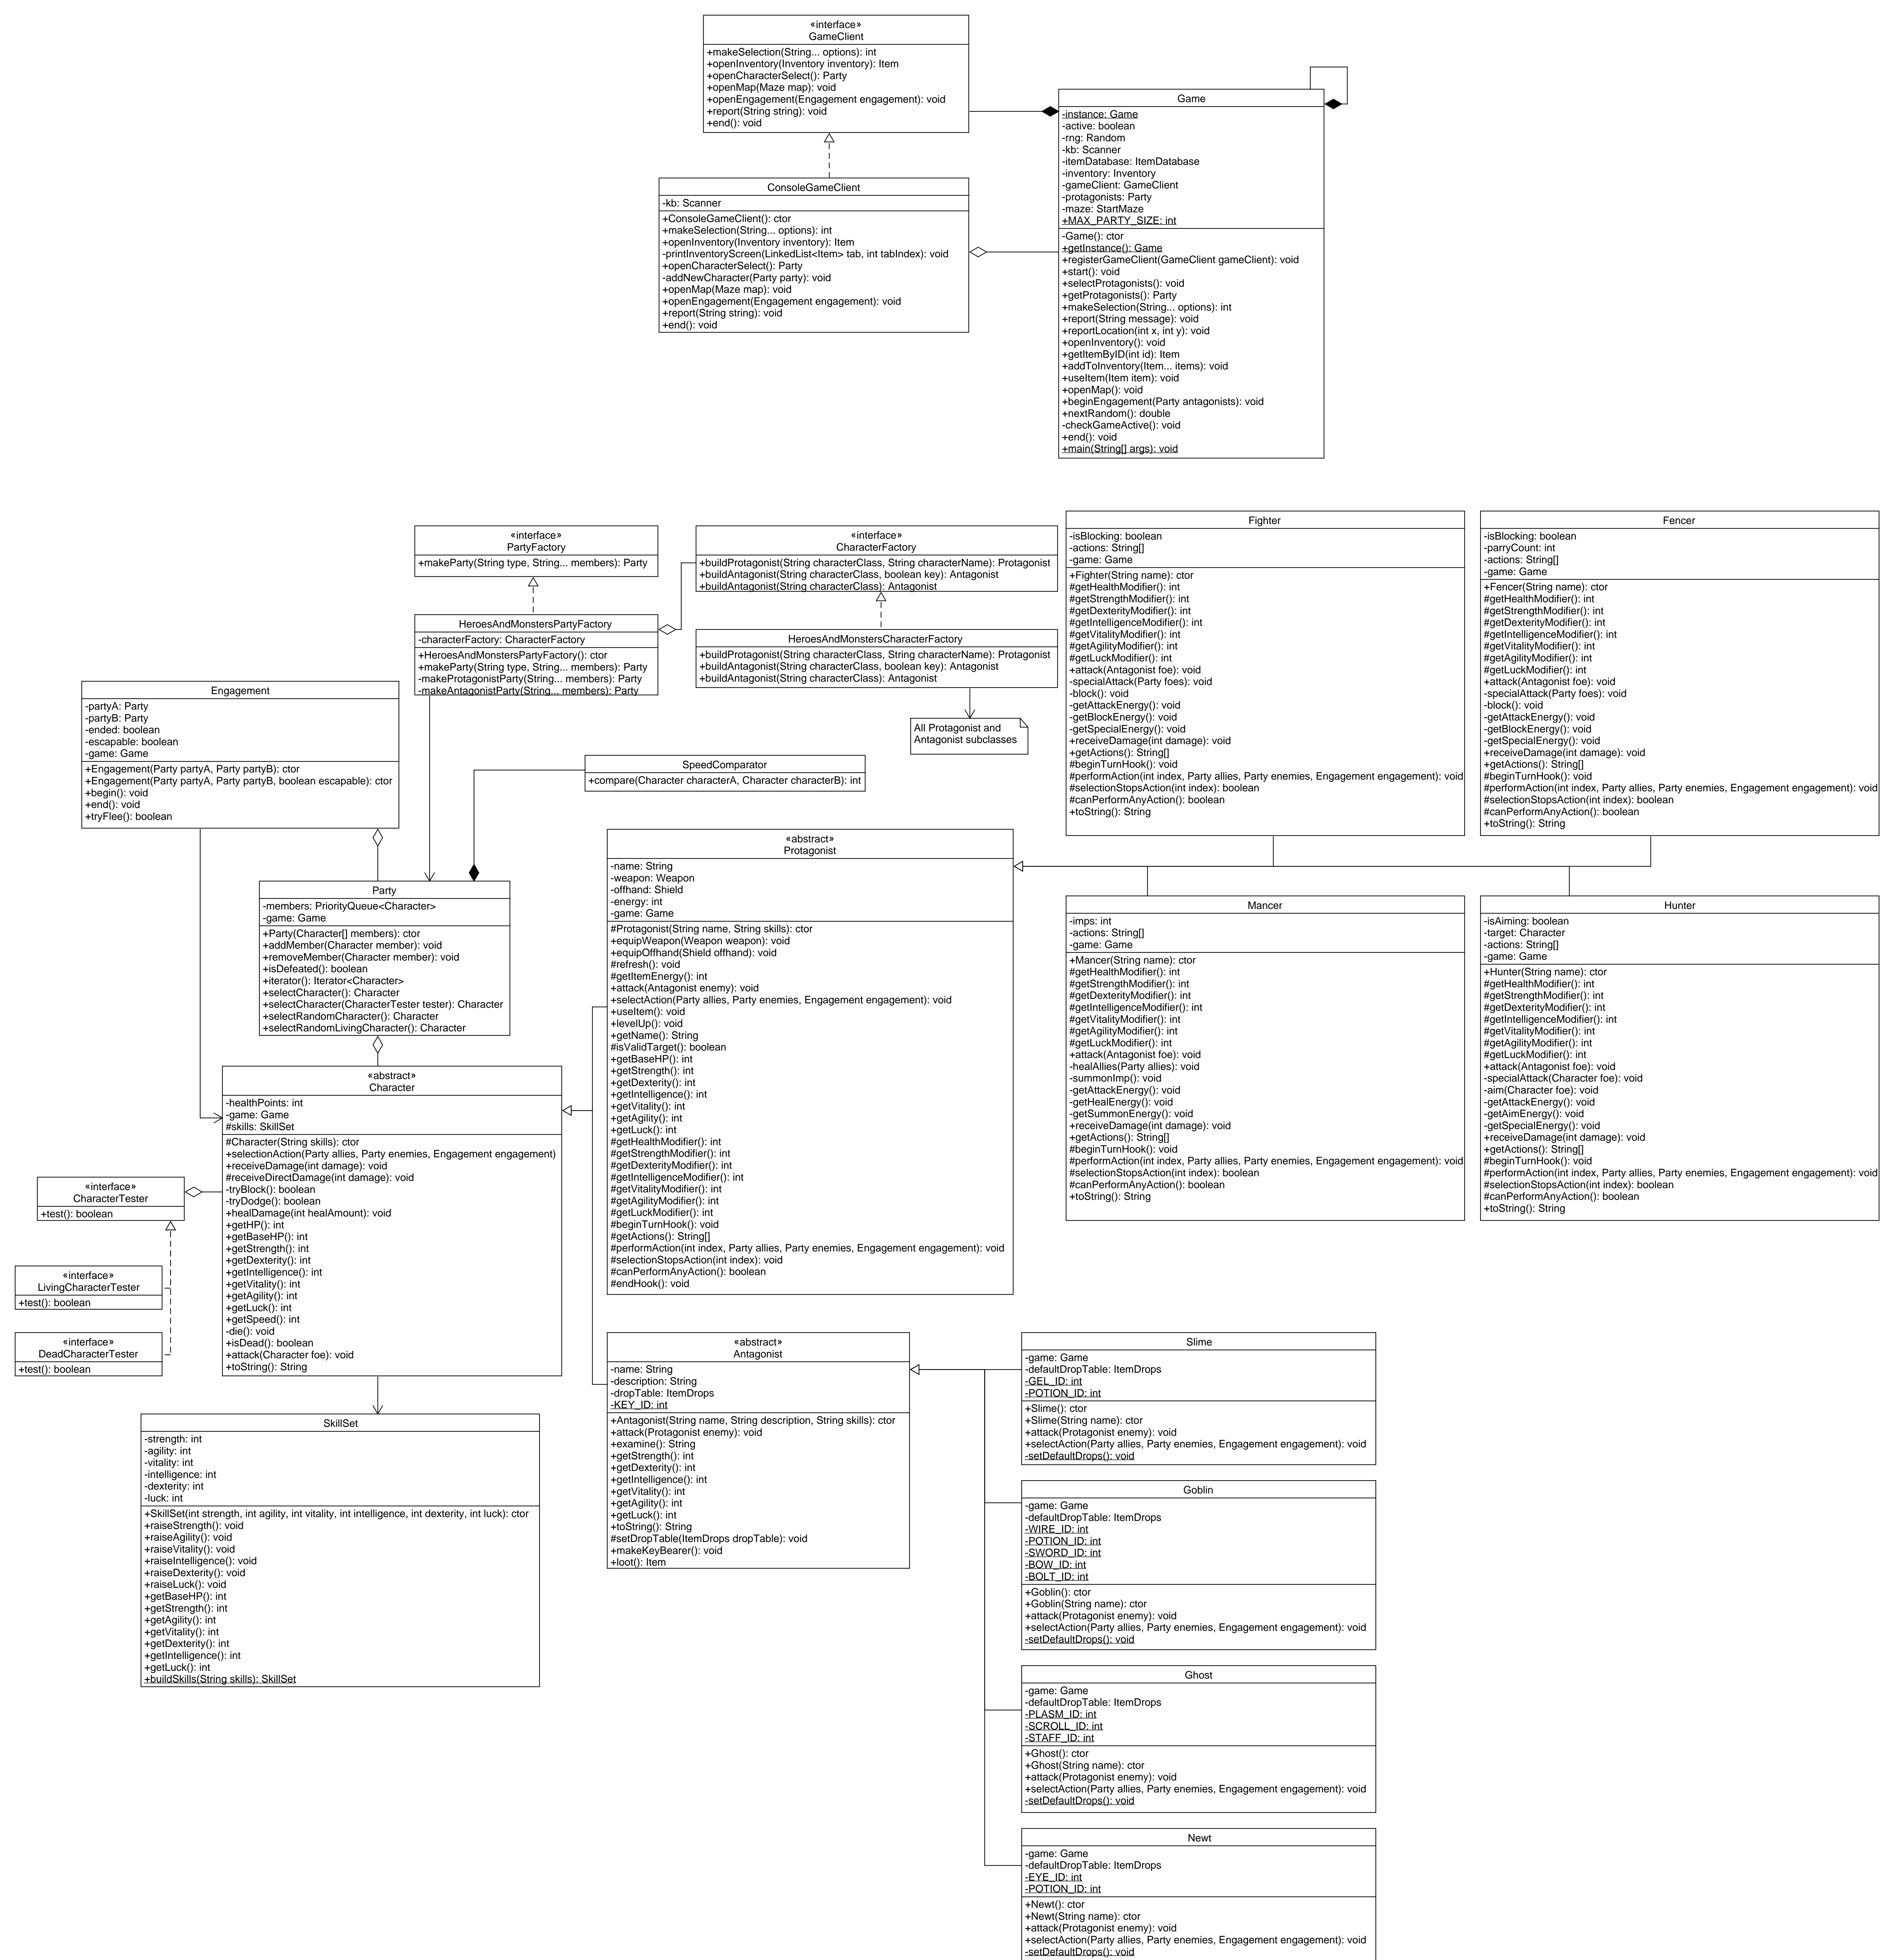 «interface»
GameClient
+makeSelection(String... options): int
+openInventory(Inventory inventory): Item
+openCharacterSelect(): Party
+openMap(Maze map): void
+openEngagement(Engagement engagement): void
+report(String string): void
+end(): void
Game
-instance: Game
-active: boolean
-rng: Random
-kb: Scanner
-itemDatabase: ItemDatabase
-inventory: Inventory
-gameClient: GameClient
-protagonists: Party
-maze: StartMaze
+MAX_PARTY_SIZE: int
-Game(): ctor
+getInstance(): Game
+registerGameClient(GameClient gameClient): void
+start(): void
+selectProtagonists(): void
+getProtagonists(): Party
+makeSelection(String... options): int
+report(String message): void
+reportLocation(int x, int y): void
+openInventory(): void
+getItemByID(int id): Item
+addToInventory(Item... items): void
+useItem(Item item): void
+openMap(): void
+beginEngagement(Party antagonists): void
+nextRandom(): double
-checkGameActive(): void
+end(): void
+main(String[] args): void
ConsoleGameClient
-kb: Scanner
+ConsoleGameClient(): ctor
+makeSelection(String... options): int
+openInventory(Inventory inventory): Item
-printInventoryScreen(LinkedList<Item> tab, int tabIndex): void
+openCharacterSelect(): Party
-addNewCharacter(Party party): void
+openMap(Maze map): void
+openEngagement(Engagement engagement): void
+report(String string): void
+end(): void
«interface»
PartyFactory
+makeParty(String type, String... members): Party
«interface»
CharacterFactory
+buildProtagonist(String characterClass, String characterName): Protagonist
+buildAntagonist(String characterClass, boolean key): Antagonist
+buildAntagonist(String characterClass): Antagonist
HeroesAndMonstersPartyFactory
-characterFactory: CharacterFactory
+HeroesAndMonstersPartyFactory(): ctor
+makeParty(String type, String... members): Party
-makeProtagonistParty(String... members): Party
-makeAntagonistParty(String... members): Party
HeroesAndMonstersCharacterFactory
+buildProtagonist(String characterClass, String characterName): Protagonist
+buildAntagonist(String characterClass, boolean key): Antagonist
+buildAntagonist(String characterClass): Antagonist
All Protagonist and
Antagonist subclasses
Fighter
-isBlocking: boolean
-actions: String[]
-game: Game
+Fighter(String name): ctor
#getHealthModifier(): int
#getStrengthModifier(): int
#getDexterityModifier(): int
#getIntelligenceModifier(): int
#getVitalityModifier(): int
#getAgilityModifier(): int
#getLuckModifier(): int
+attack(Antagonist foe): void
-specialAttack(Party foes): void
-block(): void
-getAttackEnergy(): void
-getBlockEnergy(): void
-getSpecialEnergy(): void
+receiveDamage(int damage): void
+getActions(): String[]
#beginTurnHook(): void
#performAction(int index, Party allies, Party enemies, Engagement engagement): void
#selectionStopsAction(int index): boolean
#canPerformAnyAction(): boolean
+toString(): String
Fencer
-isBlocking: boolean
-parryCount: int
-actions: String[]
-game: Game
+Fencer(String name): ctor
#getHealthModifier(): int
#getStrengthModifier(): int
#getDexterityModifier(): int
#getIntelligenceModifier(): int
#getVitalityModifier(): int
#getAgilityModifier(): int
#getLuckModifier(): int
+attack(Antagonist foe): void
-specialAttack(Party foes): void
-block(): void
-getAttackEnergy(): void
-getBlockEnergy(): void
-getSpecialEnergy(): void
+receiveDamage(int damage): void
+getActions(): String[]
#beginTurnHook(): void
#performAction(int index, Party allies, Party enemies, Engagement engagement): void
#selectionStopsAction(int index): boolean
#canPerformAnyAction(): boolean
+toString(): String
Engagement
-partyA: Party
-partyB: Party
-ended: boolean
-escapable: boolean
-game: Game
+Engagement(Party partyA, Party partyB): ctor
+Engagement(Party partyA, Party partyB, boolean escapable): ctor
+begin(): void
+end(): void
+tryFlee(): boolean
SpeedComparator
+compare(Character characterA, Character characterB): int
Party
-members: PriorityQueue<Character>
-game: Game
+Party(Character[] members): ctor
+addMember(Character member): void
+removeMember(Character member): void
+isDefeated(): boolean
+iterator(): Iterator<Character>
+selectCharacter(): Character
+selectCharacter(CharacterTester tester): Character
+selectRandomCharacter(): Character
+selectRandomLivingCharacter(): Character
«abstract»
Protagonist
-name: String
-weapon: Weapon
-offhand: Shield
-energy: int
-game: Game
#Protagonist(String name, String skills): ctor
+equipWeapon(Weapon weapon): void
+equipOffhand(Shield offhand): void
#refresh(): void
#getItemEnergy(): int
+attack(Antagonist enemy): void
+selectAction(Party allies, Party enemies, Engagement engagement): void
+useItem(): void
+levelUp(): void
+getName(): String
#isValidTarget(): boolean
+getBaseHP(): int
+getStrength(): int
+getDexterity(): int
+getIntelligence(): int
+getVitality(): int
+getAgility(): int
+getLuck(): int
#getHealthModifier(): int
#getStrengthModifier(): int
#getDexterityModifier(): int
#getIntelligenceModifier(): int
#getVitalityModifier(): int
#getAgilityModifier(): int
#getLuckModifier(): int
#beginTurnHook(): void
#getActions(): String[]
#performAction(int index, Party allies, Party enemies, Engagement engagement): void
#selectionStopsAction(int index): void
#canPerformAnyAction(): boolean
#endHook(): void
Mancer
-imps: int
-actions: String[]
-game: Game
+Mancer(String name): ctor
#getHealthModifier(): int
#getStrengthModifier(): int
#getDexterityModifier(): int
#getIntelligenceModifier(): int
#getVitalityModifier(): int
#getAgilityModifier(): int
#getLuckModifier(): int
+attack(Antagonist foe): void
-healAllies(Party allies): void
-summonImp(): void
-getAttackEnergy(): void
-getHealEnergy(): void
-getSummonEnergy(): void
+receiveDamage(int damage): void
+getActions(): String[]
#beginTurnHook(): void
#performAction(int index, Party allies, Party enemies, Engagement engagement): void
#selectionStopsAction(int index): boolean
#canPerformAnyAction(): boolean
+toString(): String
Hunter
-isAiming: boolean
-target: Character
-actions: String[]
-game: Game
+Hunter(String name): ctor
#getHealthModifier(): int
#getStrengthModifier(): int
#getDexterityModifier(): int
#getIntelligenceModifier(): int
#getVitalityModifier(): int
#getAgilityModifier(): int
#getLuckModifier(): int
+attack(Antagonist foe): void
-specialAttack(Character foe): void
-aim(Character foe): void
-getAttackEnergy(): void
-getAimEnergy(): void
-getSpecialEnergy(): void
+receiveDamage(int damage): void
+getActions(): String[]
#beginTurnHook(): void
#performAction(int index, Party allies, Party enemies, Engagement engagement): void
#selectionStopsAction(int index): boolean
#canPerformAnyAction(): boolean
+toString(): String
«abstract»
Character
-healthPoints: int
-game: Game
#skills: SkillSet
#Character(String skills): ctor
+selectionAction(Party allies, Party enemies, Engagement engagement)
+receiveDamage(int damage): void
#receiveDirectDamage(int damage): void
-tryBlock(): boolean
-tryDodge(): boolean
+healDamage(int healAmount): void
+getHP(): int
+getBaseHP(): int
+getStrength(): int
+getDexterity(): int
+getIntelligence(): int
+getVitality(): int
+getAgility(): int
+getLuck(): int
+getSpeed(): int
-die(): void
+isDead(): boolean
+attack(Character foe): void
+toString(): String
«interface»
CharacterTester
+test(): boolean
«interface»
LivingCharacterTester
+test(): boolean
«interface»
DeadCharacterTester
+test(): boolean
«abstract»
Antagonist
-name: String
-description: String
-dropTable: ItemDrops
-KEY_ID: int
+Antagonist(String name, String description, String skills): ctor
+attack(Protagonist enemy): void
+examine(): String
+getStrength(): int
+getDexterity(): int
+getIntelligence(): int
+getVitality(): int
+getAgility(): int
+getLuck(): int
+toString(): String
#setDropTable(ItemDrops dropTable): void
+makeKeyBearer(): void
+loot(): Item
Slime
-game: Game
-defaultDropTable: ItemDrops
-GEL_ID: int
-POTION_ID: int
+Slime(): ctor
+Slime(String name): ctor
+attack(Protagonist enemy): void
+selectAction(Party allies, Party enemies, Engagement engagement): void
-setDefaultDrops(): void
SkillSet
-strength: int
-agility: int
-vitality: int
-intelligence: int
-dexterity: int
-luck: int
+SkillSet(int strength, int agility, int vitality, int intelligence, int dexterity, int luck): ctor
+raiseStrength(): void
+raiseAgility(): void
+raiseVitality(): void
+raiseIntelligence(): void
+raiseDexterity(): void
+raiseLuck(): void
+getBaseHP(): int
+getStrength(): int
+getAgility(): int
+getVitality(): int
+getDexterity(): int
+getIntelligence(): int
+getLuck(): int
+buildSkills(String skills): SkillSet
Goblin
-game: Game
-defaultDropTable: ItemDrops
-WIRE_ID: int
-POTION_ID: int
-SWORD_ID: int
-BOW_ID: int
-BOLT_ID: int
+Goblin(): ctor
+Goblin(String name): ctor
+attack(Protagonist enemy): void
+selectAction(Party allies, Party enemies, Engagement engagement): void
-setDefaultDrops(): void
Ghost
-game: Game
-defaultDropTable: ItemDrops
-PLASM_ID: int
-SCROLL_ID: int
-STAFF_ID: int
+Ghost(): ctor
+Ghost(String name): ctor
+attack(Protagonist enemy): void
+selectAction(Party allies, Party enemies, Engagement engagement): void
-setDefaultDrops(): void
Newt
-game: Game
-defaultDropTable: ItemDrops
-EYE_ID: int
-POTION_ID: int
+Newt(): ctor
+Newt(String name): ctor
+attack(Protagonist enemy): void
+selectAction(Party allies, Party enemies, Engagement engagement): void
-setDefaultDrops(): void